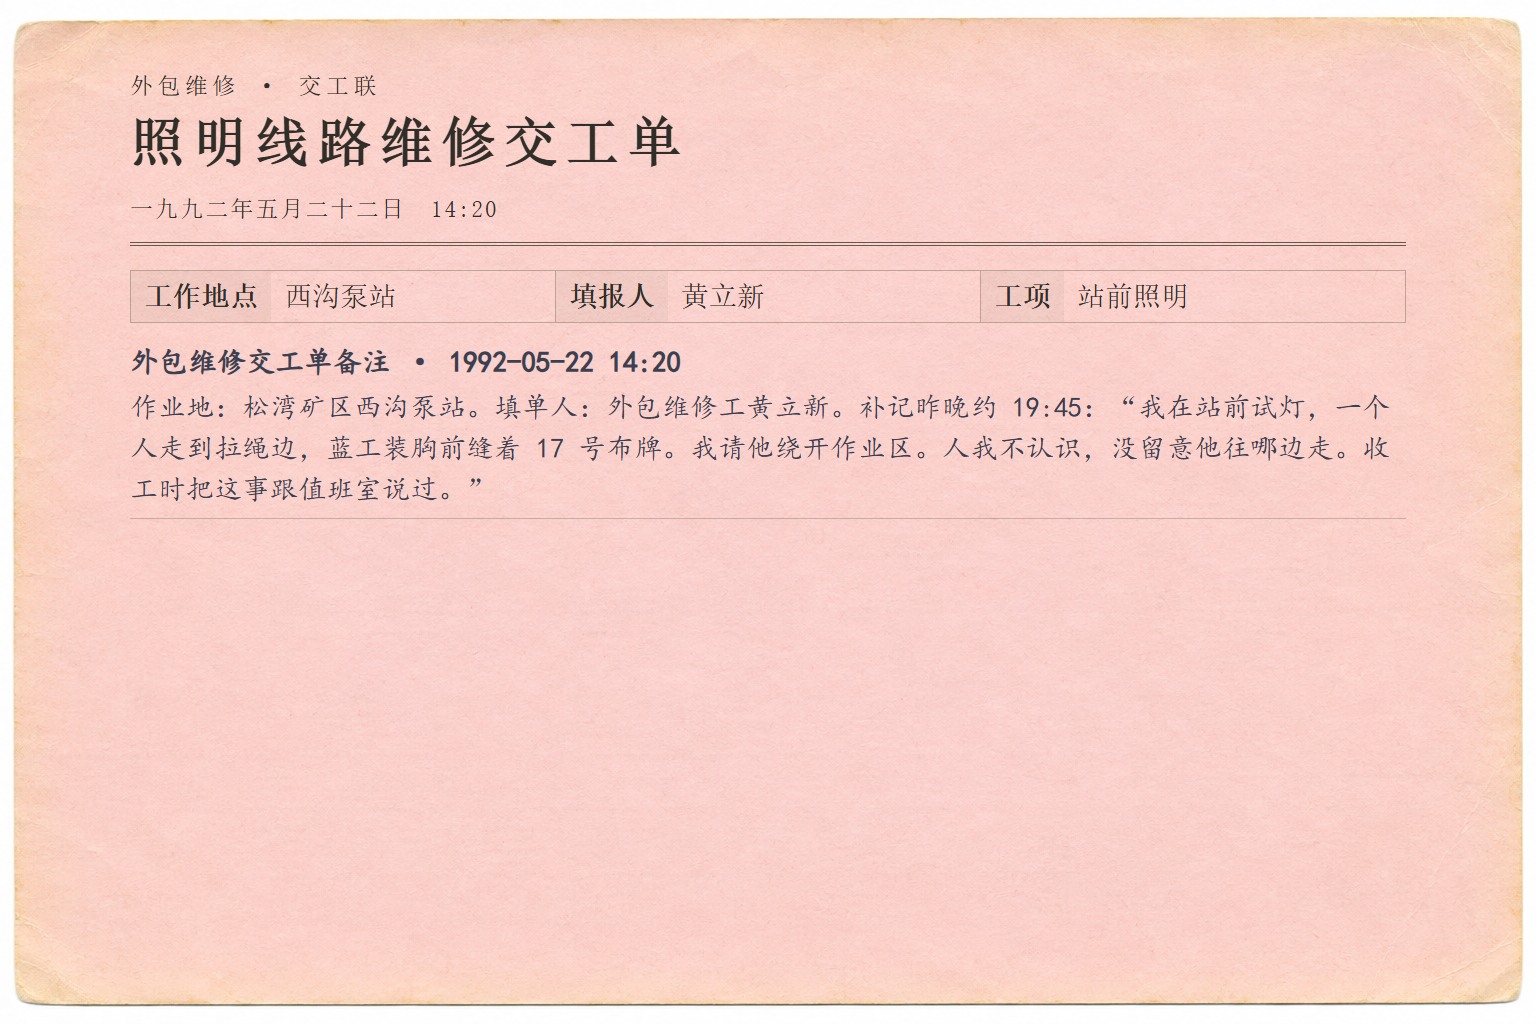 外包维修 • 交工联
照明线路维修交工单
一九九二年五月二十二日 14:20
工作地点 西沟泵站 填报人 黄立新 工项 站前照明
外包维修交工单备注 • 1992-05-22 14:20
作业地：松湾矿区西沟泵站。填单人：外包维修工黄立新。补记昨晚约 19:45：“我在站前试灯，一个
人走到拉绳边，蓝工装胸前缝着 17 号布牌。我请他绕开作业区。人我不认识，没留意他往哪边走。收
工时把这事跟值班室说过。”